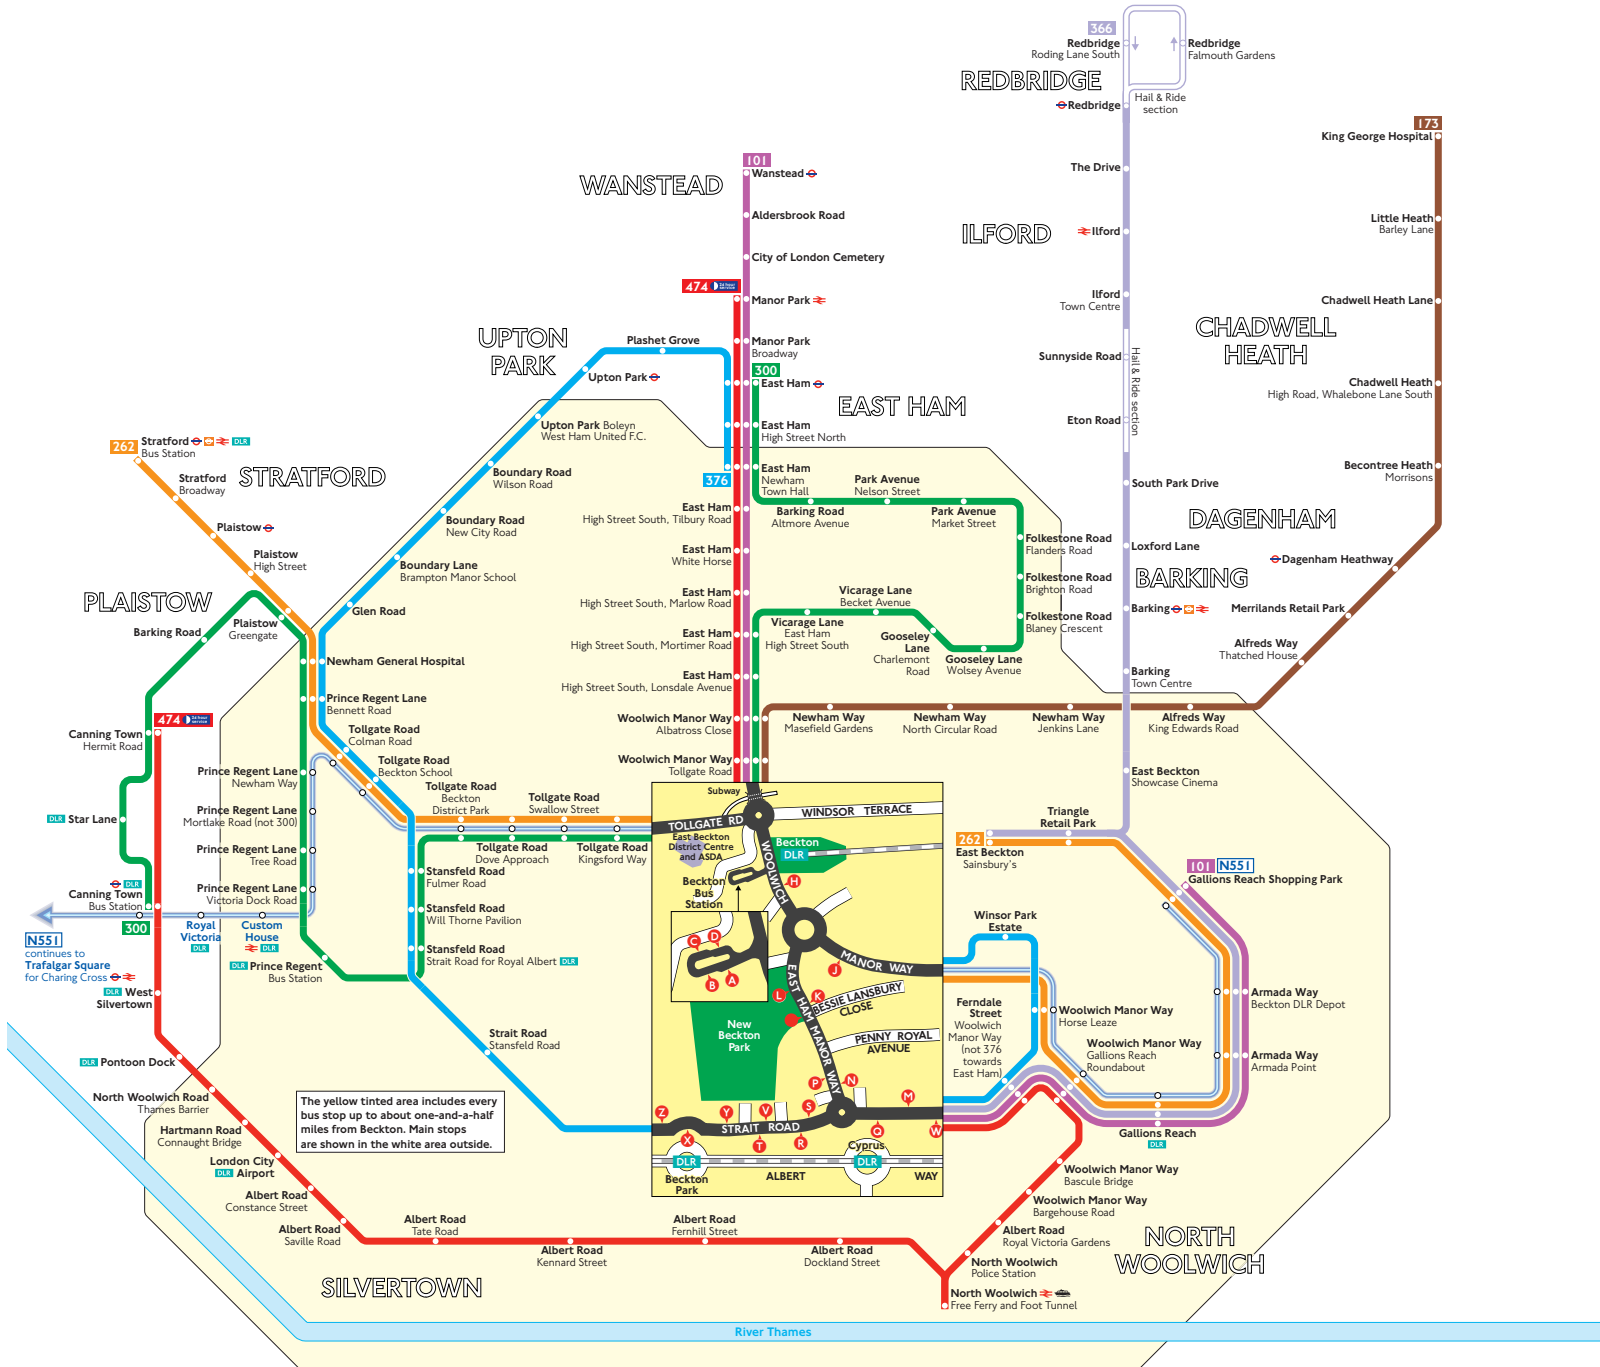 366
Redbridge
Roding Lane South
Redbridge
Falmouth Gardens
REDBRIDGE
Redbridge
Hail & Ride
section
173
King George Hospital
101
Wanstead
WANSTEAD
The Drive
Aldersbrook Road
Little Heath
Barley Lane
ILFORD
Ilford
City of London Cemetery
474
24 hour
service
Manor Park
Ilford
Town Centre
Chadwell Heath Lane
UPTON
PARK
Plashet Grove
Manor Park
Broadway
CHADWELL
HEATH
Sunnyside Road
Hail & Ride section
Upton Park
300
East Ham
Chadwell Heath
High Road, Whalebone Lane South
EAST HAM
Upton Park Boleyn
West Ham United F.C.
East Ham
High Street North
Eton Road
262
Stratford
DLR
Bus Station
STRATFORD
Stratford
Broadway
Boundary Road
Wilson Road
376
East Ham
Newham
Town Hall
Park Avenue
Nelson Street
Becontree Heath
Morrisons
South Park Drive
East Ham
High Street South, Tilbury Road
Barking Road
Altmore Avenue
Park Avenue
Market Street
DAGENHAM
Plaistow
Boundary Road
New City Road
Folkestone Road
Flanders Road
Loxford Lane
East Ham
White Horse
Dagenham Heathway
Plaistow
High Street
Boundary Lane
Brampton Manor School
Folkestone Road
Brighton Road
BARKING
PLAISTOW
East Ham
High Street South, Marlow Road
Vicarage Lane
Becket Avenue
Barking
Merrilands Retail Park
Glen Road
Folkestone Road
Blaney Crescent
Barking Road
Plaistow
Greengate
East Ham
High Street South, Mortimer Road
Vicarage Lane
East Ham
High Street South
Gooseley
Lane
Charlemont
Road
Gooseley Lane
Wolsey Avenue
Alfreds Way
Thatched House
Newham General Hospital
East Ham
High Street South, Lonsdale Avenue
Barking
Town Centre
Prince Regent Lane
Bennett Road
474
24 hour
service
Canning Town
Hermit Road
Tollgate Road
Colman Road
Woolwich Manor Way
Albatross Close
Newham Way
Masefield Gardens
Newham Way
North Circular Road
Newham Way
Jenkins Lane
Alfreds Way
King Edwards Road
Prince Regent Lane
Newham Way
Tollgate Road
Beckton School
Woolwich Manor Way
Tollgate Road
East Beckton
Showcase Cinema
Tollgate Road
Beckton
District Park
Tollgate Road
Swallow Street
Subway
WINDSOR TERRACE
DLR Star Lane
Prince Regent Lane
Mortlake Road (not 300)
TOLLGATE RD
Triangle
Retail Park
262
East Beckton
Sainsbury's
Prince Regent Lane
Tree Road
Tollgate Road
Dove Approach
Tollgate Road
Kingsford Way
East Beckton
District Centre
and ASDA
Beckton
DLR
WOOLWICH
Stansfeld Road
Fulmer Road
101
N551
Gallions Reach Shopping Park
DLR
Canning Town
Bus Station
Prince Regent Lane
Victoria Dock Road
Beckton
Bus
Station
H
Stansfeld Road
Will Thorne Pavilion
300
Royal
Victoria
DLR
Custom
House
DLR
Winsor Park
Estate
N551
continues to
Trafalgar Square
for Charing Cross
C
D
A
B
Stansfeld Road
Strait Road for Royal Albert DLR
DLR Prince Regent
Bus Station
J
MANOR WAY
DLR West
Silvertown
L
K
BESSIE LANSBURY
CLOSE
EAST HAM MANOR WAY
Ferndale
Street
Woolwich
Manor Way
(not 376
towards
East Ham)
Woolwich Manor Way
Horse Leaze
Armada Way
Beckton DLR Depot
New
Beckton
Park
Strait Road
Stansfeld Road
PENNY ROYAL
AVENUE
Woolwich Manor Way
Gallions Reach
Roundabout
Armada Way
Armada Point
DLR Pontoon Dock
P
N
North Woolwich Road
Thames Barrier
The yellow tinted area includes every
bus stop up to about one-and-a-half
miles from Beckton. Main stops
are shown in the white area outside.
Z
Y
V
S
M
STRAIT ROAD
X
T
R
Q
W
Hartmann Road
Connaught Bridge
Gallions Reach
DLR
London City
DLR Airport
DLR
Beckton
Park
ALBERT
Cyprus
DLR
WAY
Woolwich Manor Way
Bascule Bridge
Albert Road
Constance Street
Woolwich Manor Way
Bargehouse Road
Albert Road
Saville Road
Albert Road
Tate Road
Albert Road
Fernhill Street
Albert Road
Royal Victoria Gardens
Albert Road
Kennard Street
Albert Road
Dockland Street
NORTH
WOOLWICH
North Woolwich
Police Station
SILVERTOWN
North Woolwich
Free Ferry and Foot Tunnel
River Thames